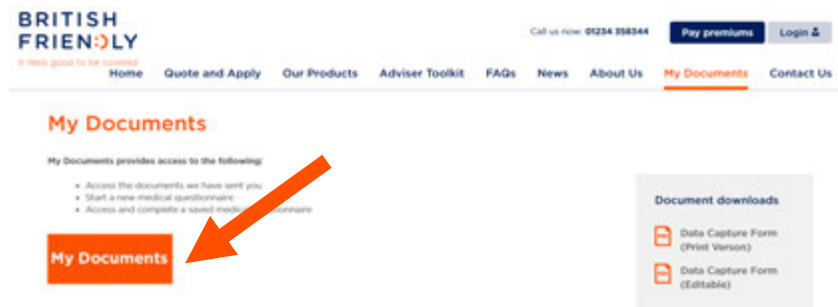 BRITISH
FRIENDLY
It feels good to be covered
Call us now: 01234 358344
Pay premiums
Login
Home Quote and Apply Our Products Adviser Toolkit FAQs News About Us My Documents Contact Us
My Documents
My Documents provides access to the following:
Access the documents we have sent you
Start a new medical questionnaire
Access and complete a saved medical questionnaire
My Documents
Document downloads
Data Capture Form
(Print Verson)
Data Capture Form
(Editable)